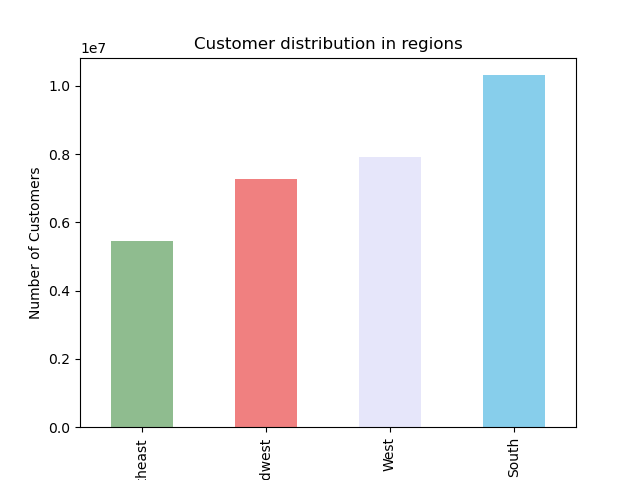 Customer distribution in regions
1e7
1.0
0.8
0.6
0.4
0.2
0.0
Number of Customers
heast
dwest
West
South